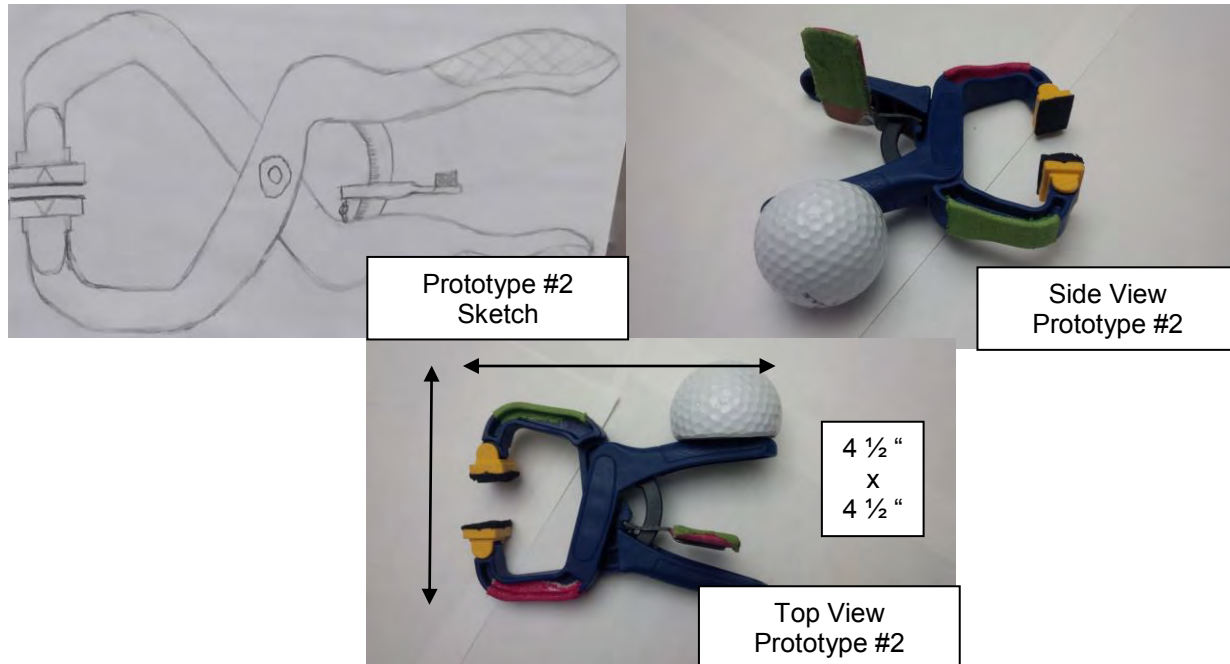 Prototype #2
Sketch
Side View
Prototype #2
4 ½ “
x
4 ½ “
Top View
Prototype #2